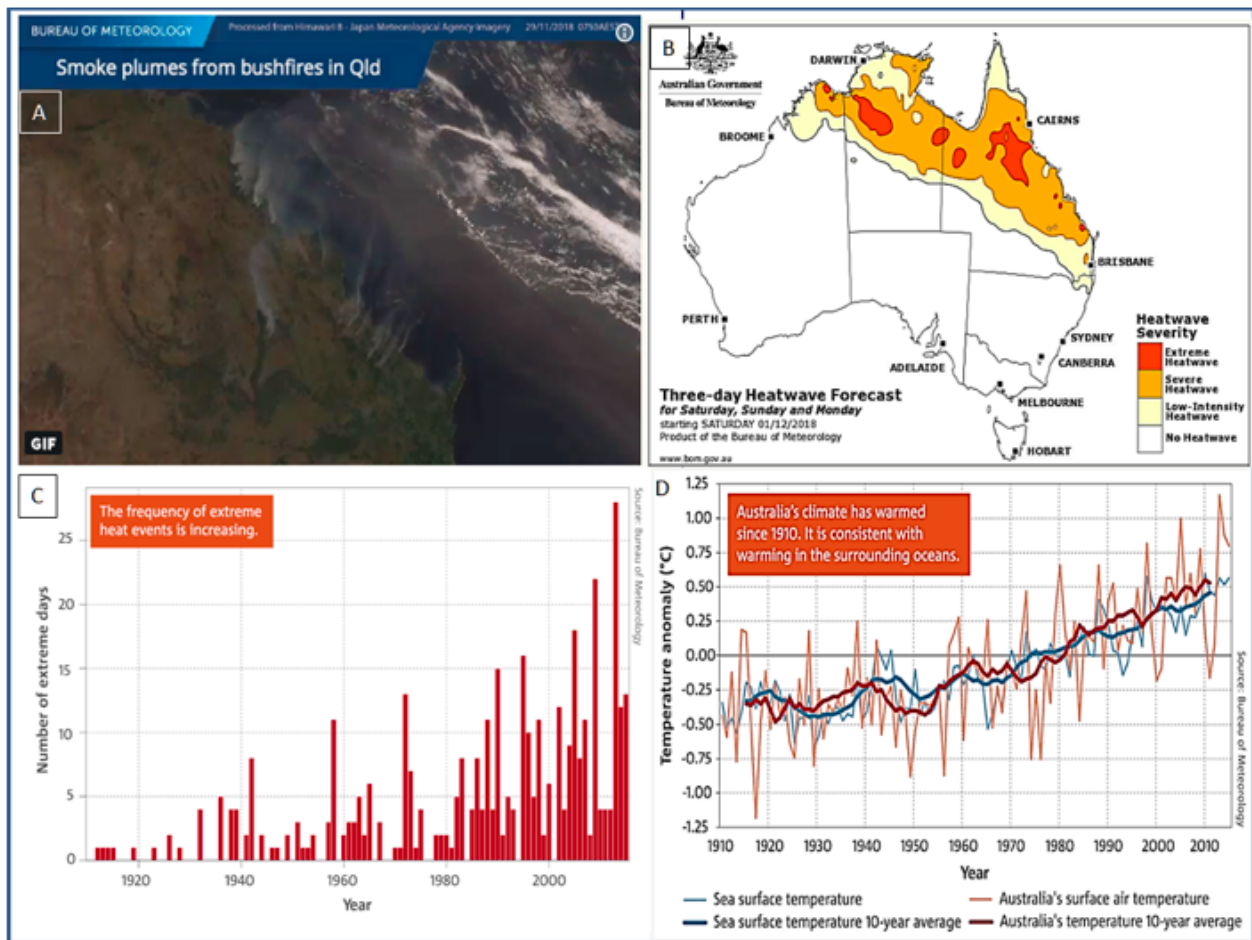 BUREAU OF METEOROLOGY
Processed from Himawari 8 - Japan Meteorological Agency Imagery
29/11/2018
Smoke plumes from bushfires in Qld
A
GIF
B
Australian Government
Bureau of Meteorology
DARWIN
BROOME
CAIRNS
BRISBANE
PERTH
ADELAIDE
SYDNEY
CANBERRA
MELBOURNE
HOBART
Heatwave
Severity
Extreme
Heatwave
Severe
Heatwave
Low-Intensity
Heatwave
No Heatwave
Three-day Heatwave Forecast
for Saturday, Sunday and Monday
starting SATURDAY 01/12/2018
Product of the Bureau of Meteorology
www.bom.gov.au
C
The frequency of extreme
heat events is increasing.
Source: Bureau of Meteorology
Number of extreme days
25
20
15
10
5
0
1920 1940 1960 1980 2000
Year
D
Australia's climate has warmed
since 1910. It is consistent with
warming in the surrounding oceans.
Temperature anomaly (°C)
1.25
1.00
0.75
0.50
0.25
0.00
-0.25
-0.50
-0.75
-1.00
-1.25
1910 1920 1930 1940 1950 1960 1970 1980 1990 2000 2010
Year
Source: Bureau of Meteorology
Sea surface temperature
Australia's surface air temperature
Sea surface temperature 10-year average
Australia's temperature 10-year average